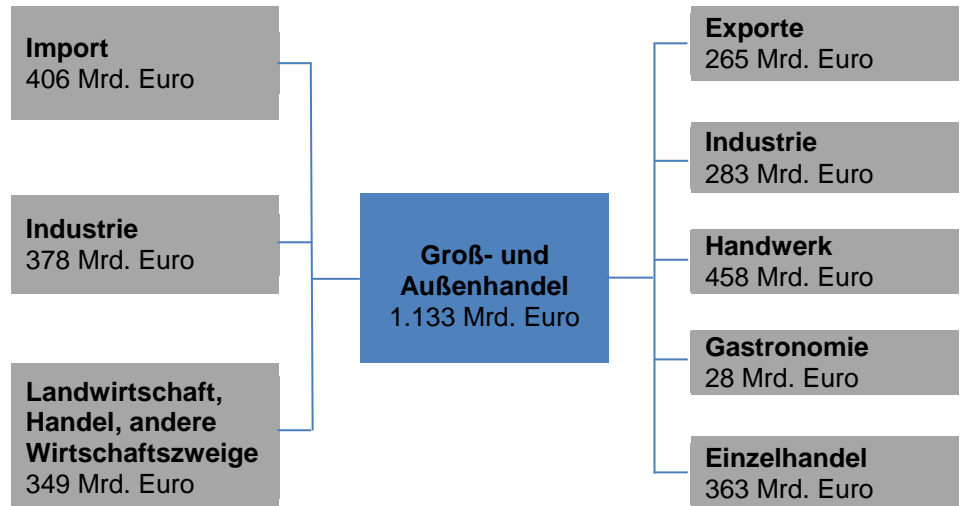 Import
406 Mrd. Euro
Industrie
378 Mrd. Euro
Landwirtschaft,
Handel, andere
Wirtschaftszweige
349 Mrd. Euro
Groß- und
Außenhandel
1.133 Mrd. Euro
Exporte
265 Mrd. Euro
Industrie
283 Mrd. Euro
Handwerk
458 Mrd. Euro
Gastronomie
28 Mrd. Euro
Einzelhandel
363 Mrd. Euro